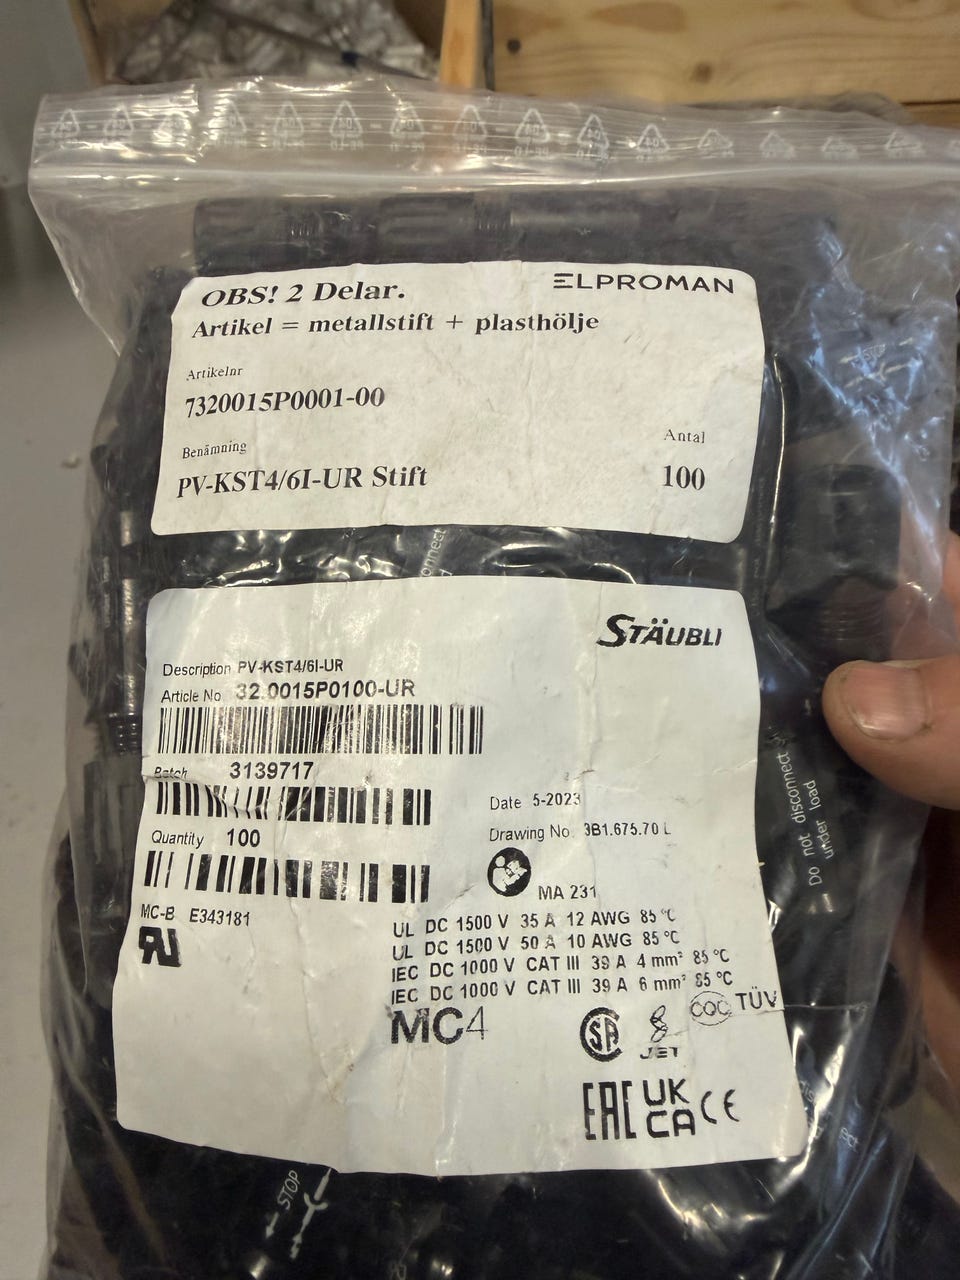 OBS! 2 Delar.
ELPROMAN
Artikel = metallstift + plasthölje
Artikelnr
7320015P0001-00
Benämning
Antal
PV-KST4/6I-UR Stift
100
STÄUBLI
Description PV-KST4/6I-UR
Article No. 32.0015P0100-UR
Batch 3139717
Date 5-2023
Quantity 100
Drawing No. 3B1.675.70 L
MA 231
MC-B E343181
UL DC 1500 V 35 A 12 AWG 85 °C
UL DC 1500 V 50 A 10 AWG 85 °C
IEC DC 1000 V CAT III 39 A 4 mm² 85 °C
IEC DC 1000 V CAT III 39 A 6 mm² 85 °C
MC4
SA
JET
CQC
TÜV
EAC
UK
CA
CE
Do not disconnect
under load
STOP